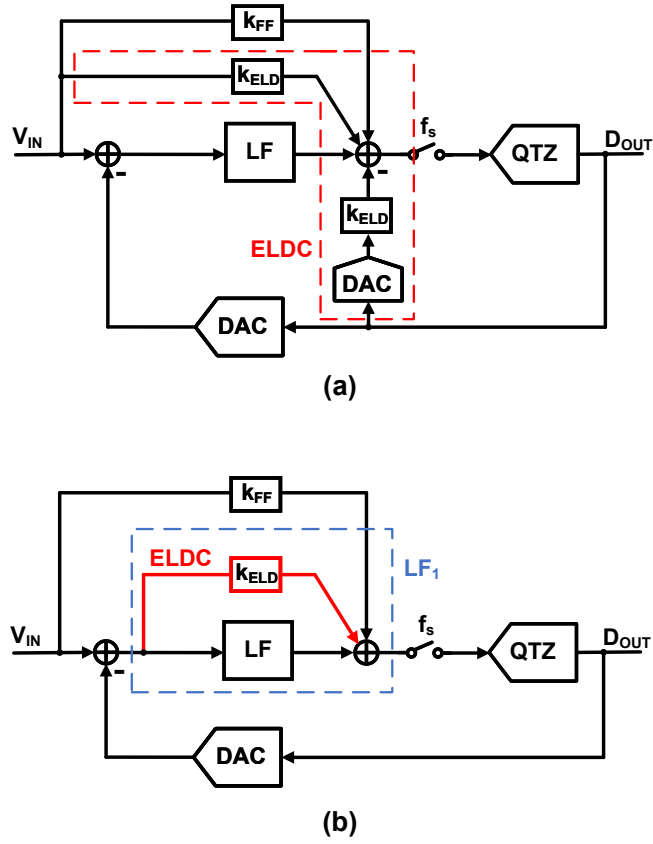 kFF
kELD
fs
VIN
LF
QTZ
DOUT
-
-
kELD
ELDC
DAC
DAC
(a)
kFF
ELDC
LF1
kELD
fs
VIN
LF
QTZ
DOUT
-
DAC
(b)